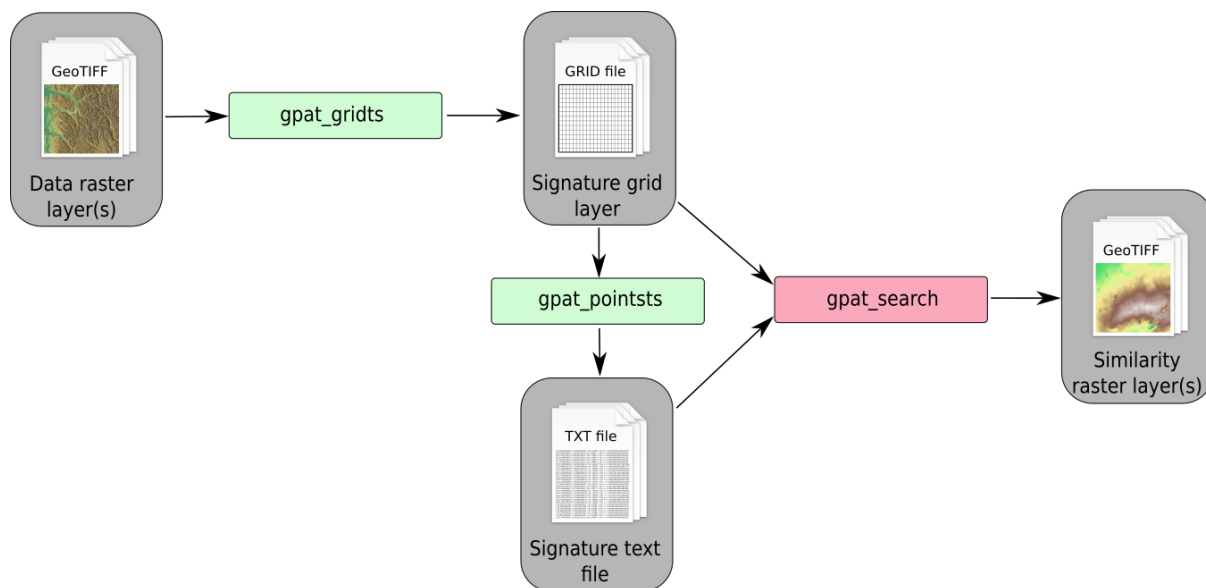 GeoTIFF
Data raster
layer(s)
gpat_gridts
GRID file
Signature grid
layer
gpat_pointsts
TXT file
Signature text
file
gpat_search
GeoTIFF
Similarity
raster layer(s)